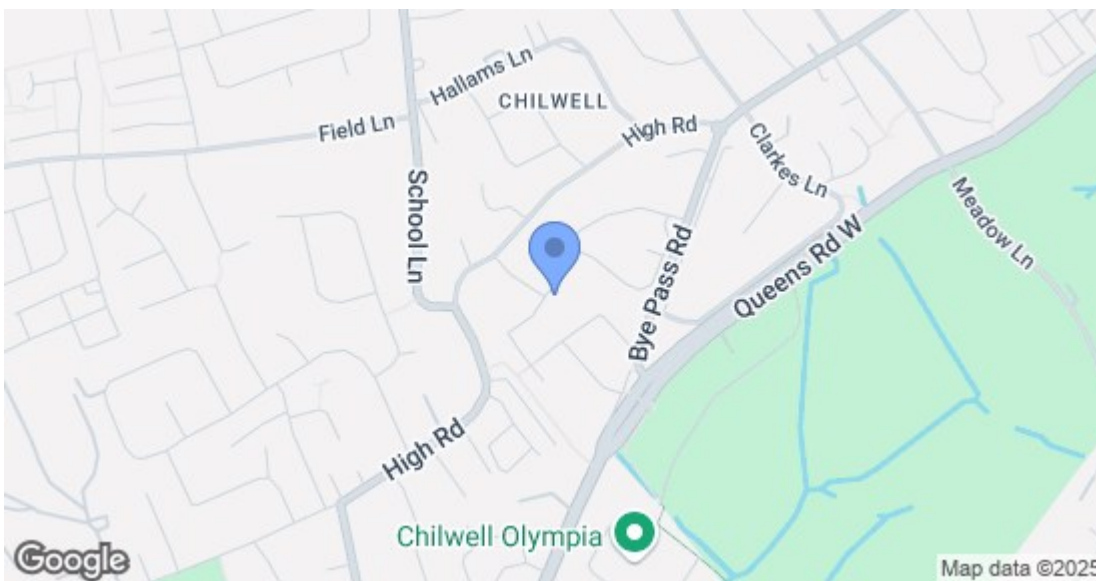 Hallams Ln
CHILWELL
Field Ln
High Rd
Clarkes Ln
School Ln
Meadow Ln
Queens Rd W
Bye Pass Rd
High Rd
Chilwell Olympia
Google
Map data ©2025